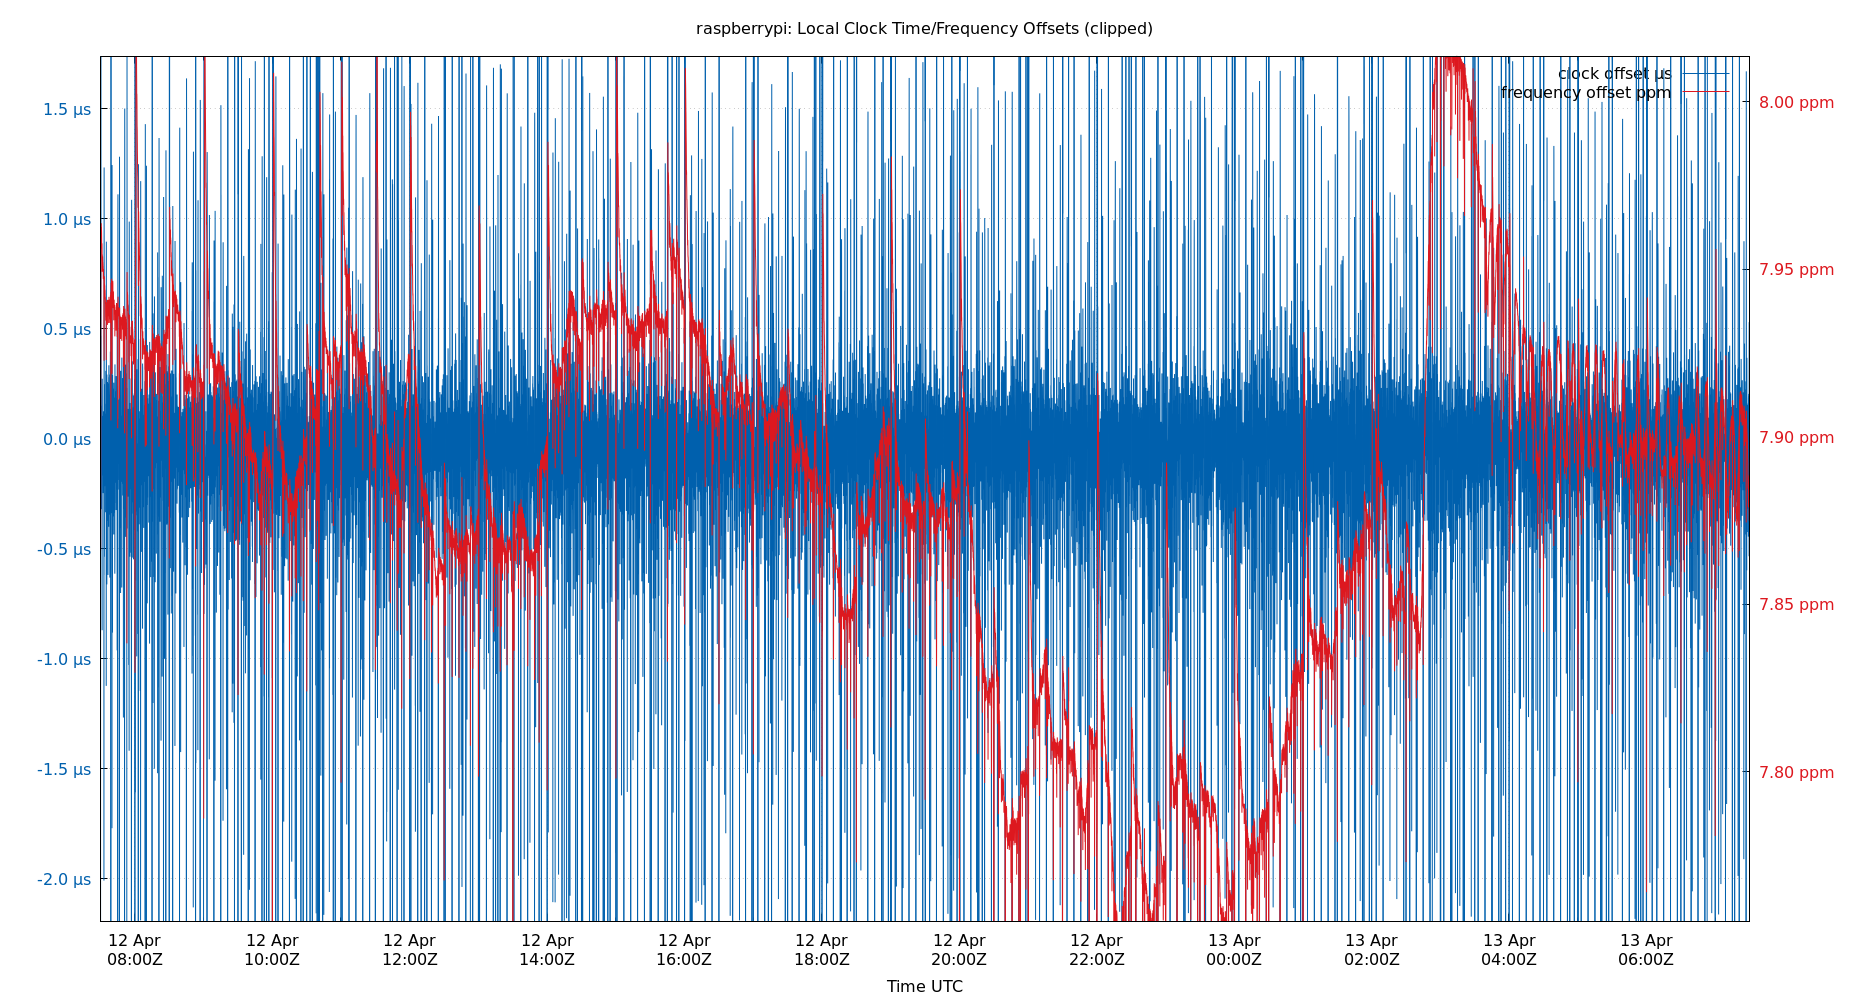 raspberrypi: Local Clock Time/Frequency Offsets (clipped)
clock offset µs
frequency offset ppm
1.5 µs
1.0 µs
0.5 µs
0.0 µs
-0.5 µs
-1.0 µs
-1.5 µs
-2.0 µs
8.00 ppm
7.95 ppm
7.90 ppm
7.85 ppm
7.80 ppm
12 Apr 12 Apr 12 Apr 12 Apr 12 Apr 12 Apr 12 Apr 12 Apr 13 Apr 13 Apr 13 Apr 13 Apr
08:00Z 10:00Z 12:00Z 14:00Z 16:00Z 18:00Z 20:00Z 22:00Z 00:00Z 02:00Z 04:00Z 06:00Z
Time UTC